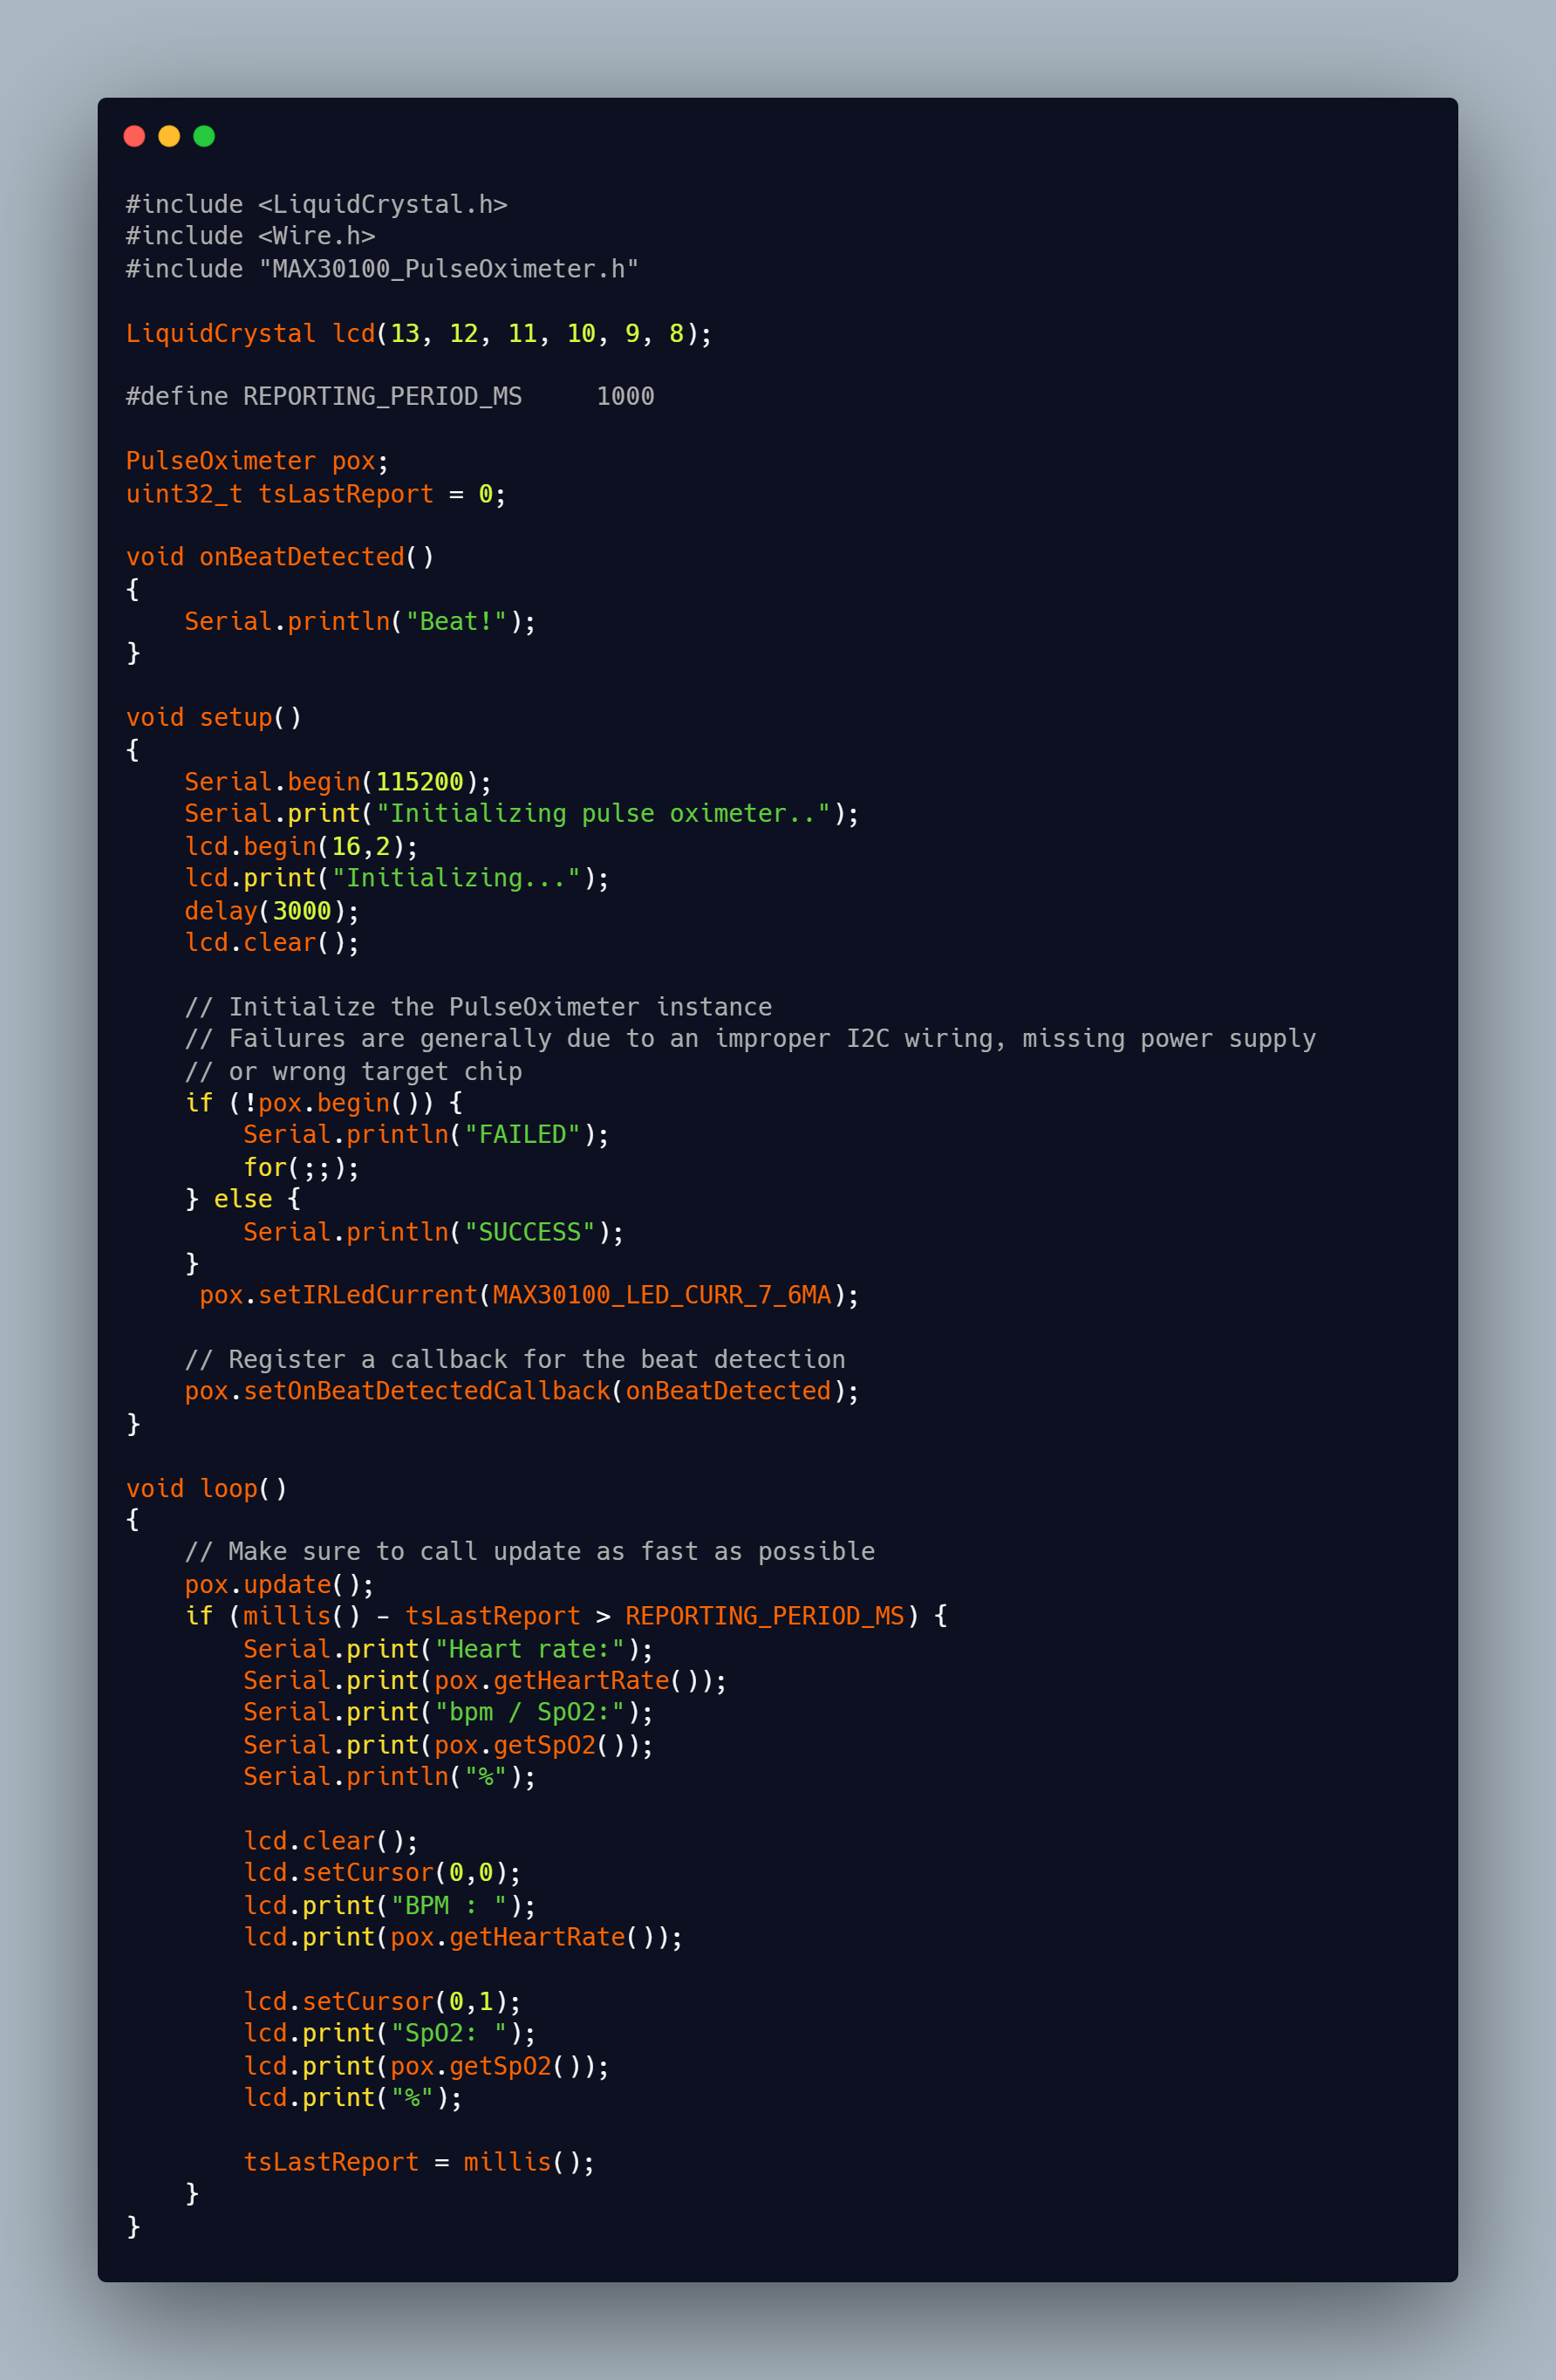 #include <LiquidCrystal.h>
#include <Wire.h>
#include "MAX30100_PulseOximeter.h"

LiquidCrystal lcd(13, 12, 11, 10, 9, 8);

#define REPORTING_PERIOD_MS     1000

PulseOximeter pox;
uint32_t tsLastReport = 0;

void onBeatDetected()
{
    Serial.println("Beat!");
}

void setup()
{
    Serial.begin(115200);
    Serial.print("Initializing pulse oximeter..");
    lcd.begin(16,2);
    lcd.print("Initializing...");
    delay(3000);
    lcd.clear();

    // Initialize the PulseOximeter instance
    // Failures are generally due to an improper I2C wiring, missing power supply
    // or wrong target chip
    if (!pox.begin()) {
        Serial.println("FAILED");
        for(;;);
    } else {
        Serial.println("SUCCESS");
    }
     pox.setIRLedCurrent(MAX30100_LED_CURR_7_6MA);

    // Register a callback for the beat detection
    pox.setOnBeatDetectedCallback(onBeatDetected);
}

void loop()
{
    // Make sure to call update as fast as possible
    pox.update();
    if (millis() - tsLastReport > REPORTING_PERIOD_MS) {
        Serial.print("Heart rate:");
        Serial.print(pox.getHeartRate());
        Serial.print("bpm / SpO2:");
        Serial.print(pox.getSpO2());
        Serial.println("%");

        lcd.clear();
        lcd.setCursor(0,0);
        lcd.print("BPM : ");
        lcd.print(pox.getHeartRate());

        lcd.setCursor(0,1);
        lcd.print("SpO2: ");
        lcd.print(pox.getSpO2());
        lcd.print("%");

        tsLastReport = millis();
    }
}